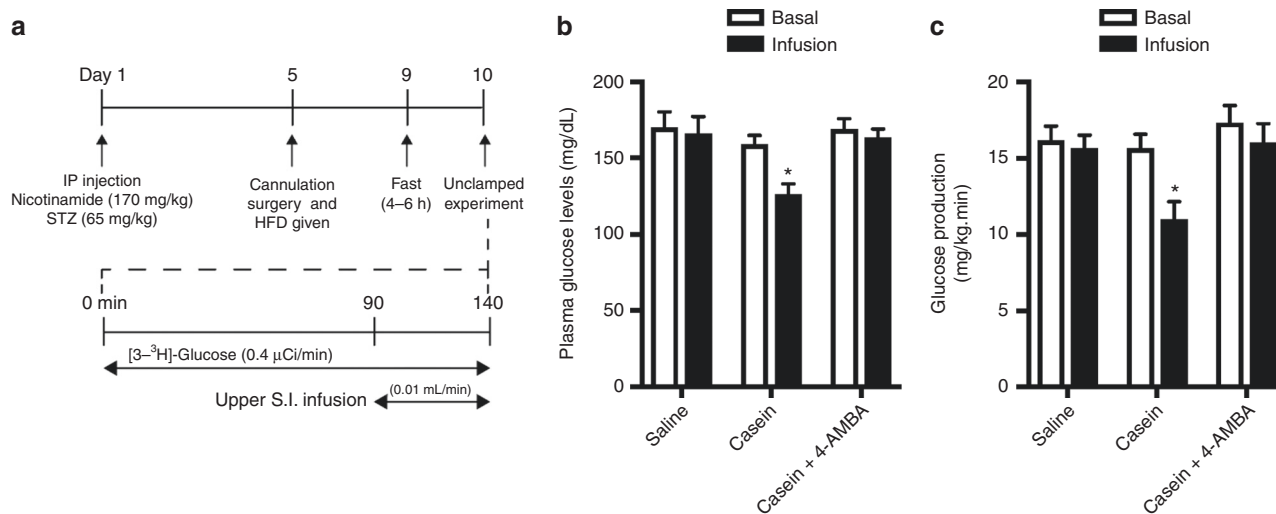 a
Day 1
5
9
10
IP injection
Nicotinamide (170 mg/kg)
STZ (65 mg/kg)
Cannulation
surgery and
HFD given
Fast
(4–6 h)
Unclamped
experiment
0 min
90
140
[3–³H]-Glucose (0.4 µCi/min)
Upper S.I. infusion
(0.01 mL/min)
b
Basal
Infusion
Plasma glucose levels (mg/dL)
200
150
100
50
0
*
Saline
Casein
Casein + 4-AMBA
c
Basal
Infusion
Glucose production
(mg/kg.min)
20
15
10
5
0
*
Saline
Casein
Casein + 4-AMBA